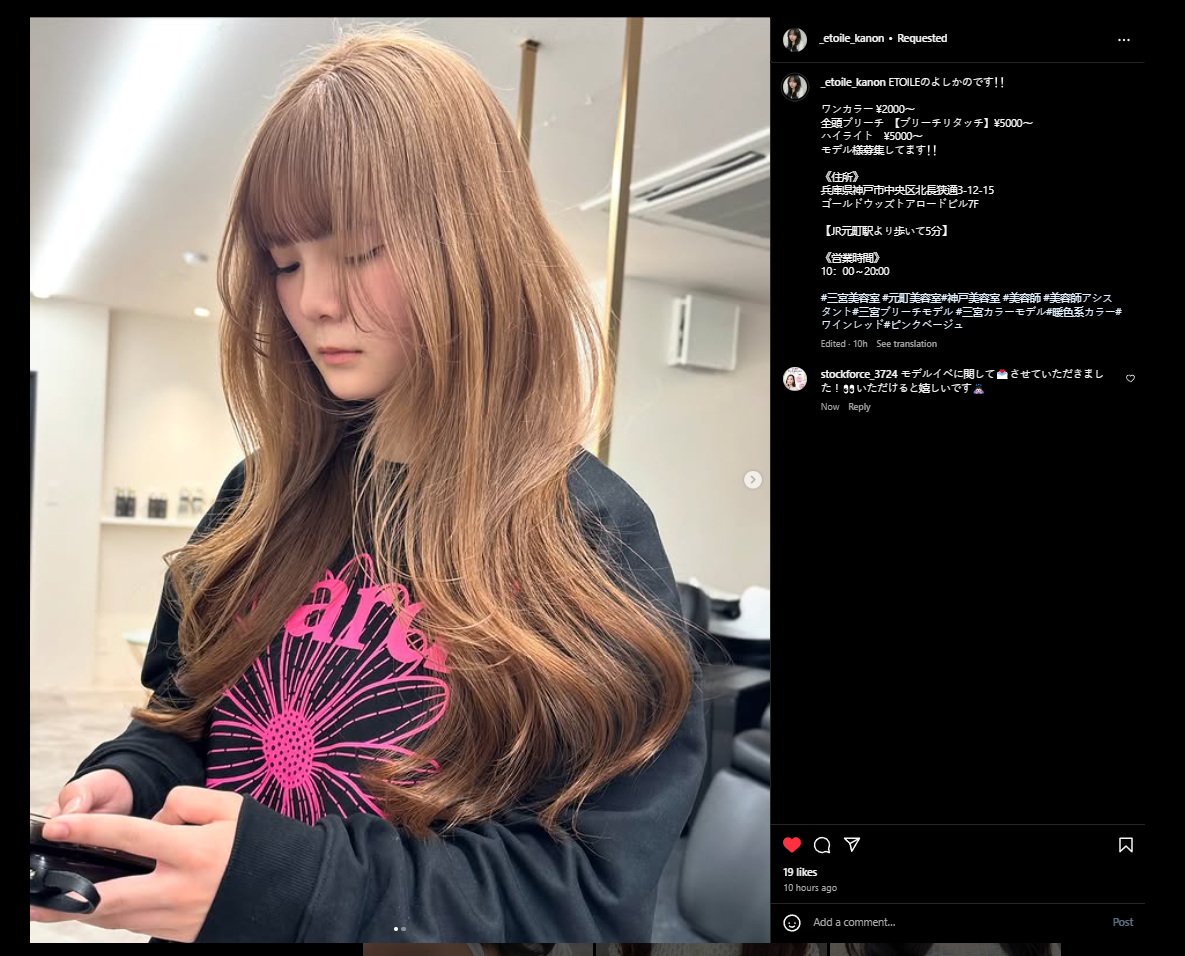 _etoile_kanon • Requested
_etoile_kanon ETOILEのよしかのです!!
ワンカラー ¥2000〜
全頭ブリーチ 【ブリーチリタッチ】¥5000〜
ハイライト　¥5000〜
モデル様募集してます!!
《住所》
兵庫県神戸市中央区北長狭通3-12-15
ゴールドウッズトアロードビル7F
【JR元町駅より歩いて5分】
《営業時間》
10：00～20:00
#三宮美容室 #元町美容室#神戸美容室 #美容師 #美容師アシス
タント#三宮ブリーチモデル #三宮カラーモデル#暖色系カラー#
ワインレッド#ピンクベージュ
Edited · 10h See translation
stockforce_3724 モデルイベに関して📩させていただきまし
た！👀いただけると嬉しいです🙇
Now Reply
19 likes
10 hours ago
Add a comment...
Post